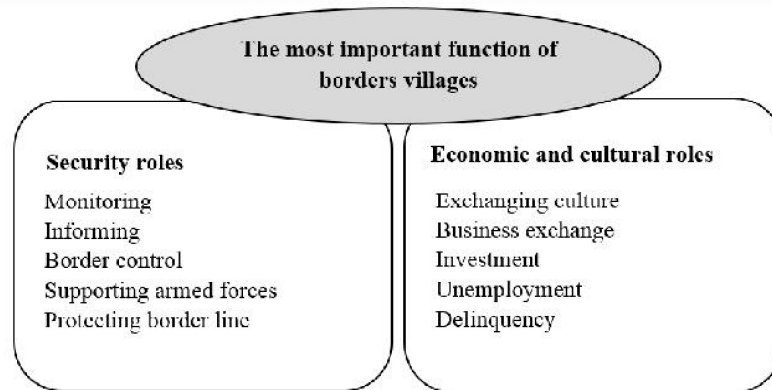 The most important function of
borders villages
Security roles
Monitoring
Informing
Border control
Supporting armed forces
Protecting border line
Economic and cultural roles
Exchanging culture
Business exchange
Investment
Unemployment
Delinquency